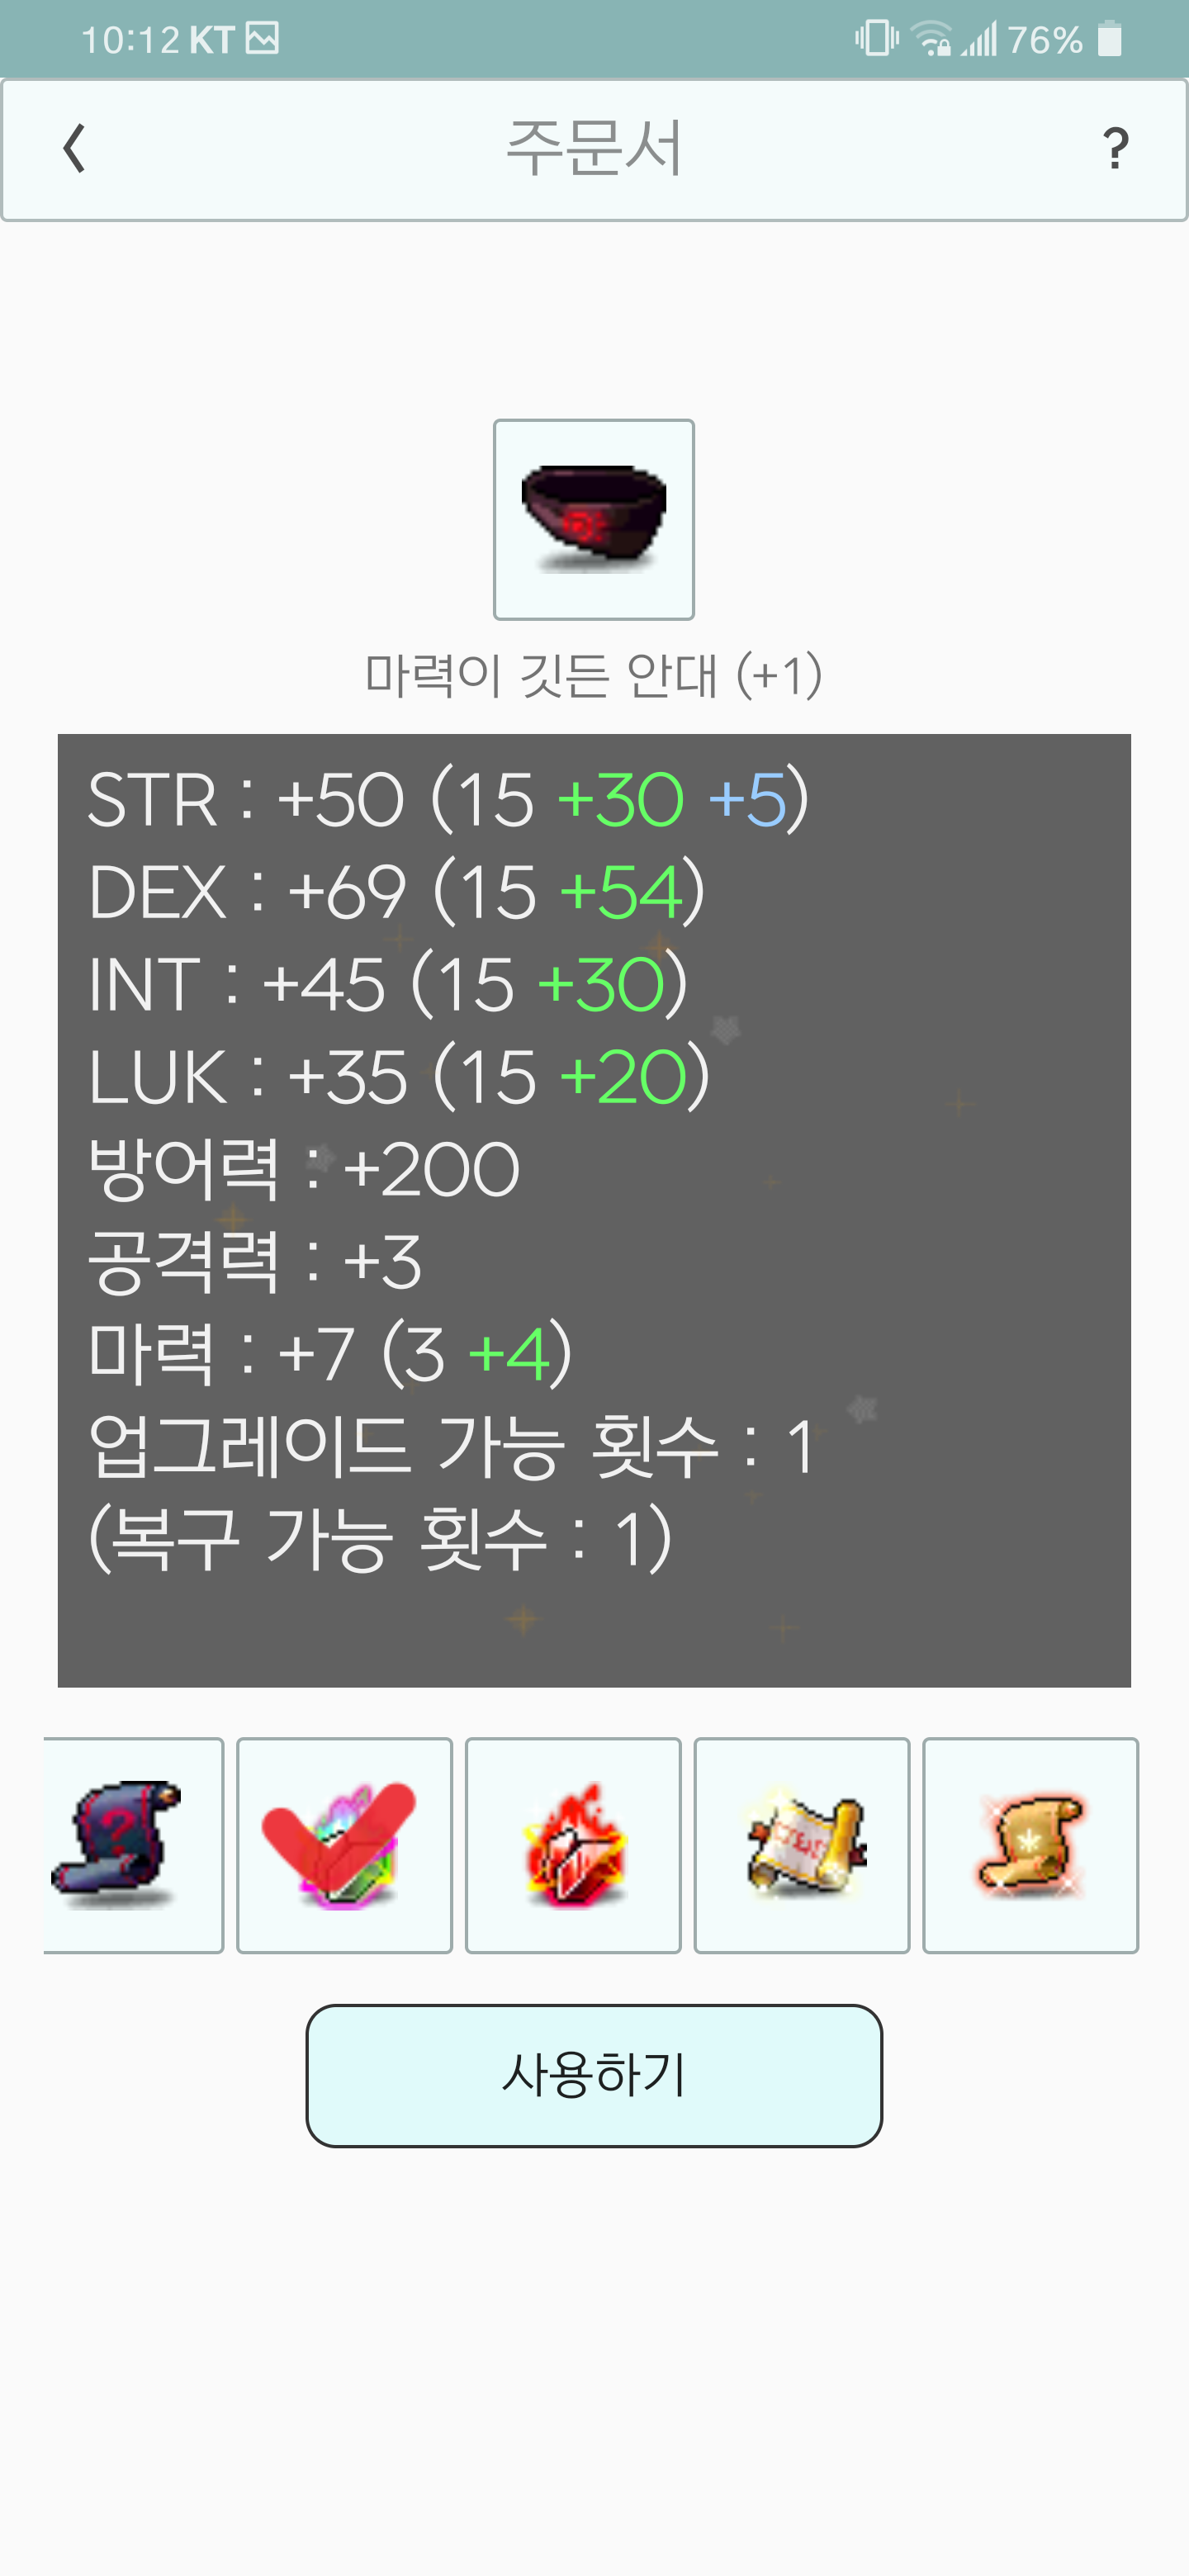 10:12 KT 76%
주문서 ?
마력이 깃든 안대 (+1)
STR : +50 (15 +30 +5)
DEX : +69 (15 +54)
INT : +45 (15 +30)
LUK : +35 (15 +20)
방어력 : +200
공격력 : +3
마력 : +7 (3 +4)
업그레이드 가능 횟수 : 1
(복구 가능 횟수 : 1)
사용하기